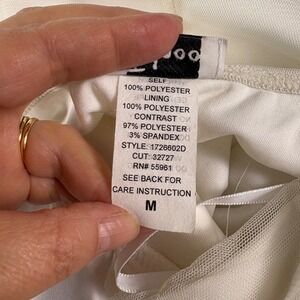 SELF
100% POLYESTER
LINING
100% POLYESTER
CONTRAST
97% POLYESTER
3% SPANDEX
STYLE: 1728602D
CUT: 32727
RN# 55961
SEE BACK FOR
CARE INSTRUCTION
M